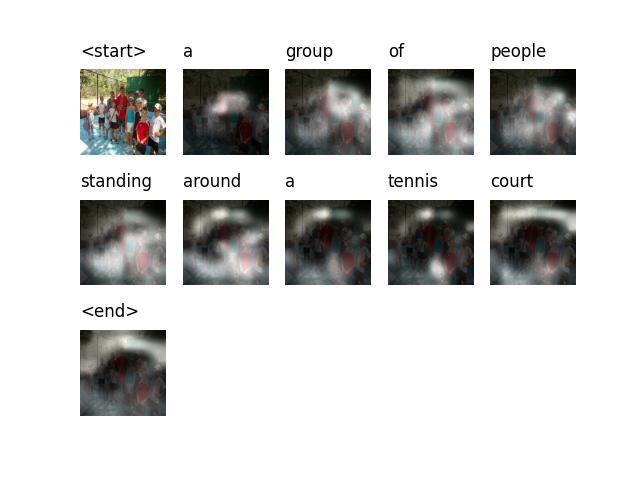 <start> a group of people
standing around a tennis court
<end>